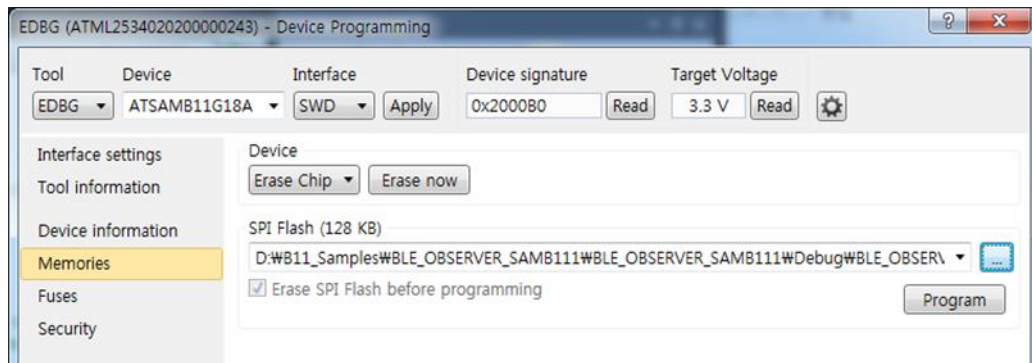 EDBG (ATML2534020200000243) - Device Programming
Tool Device Interface Device signature Target Voltage
EDBG ATSAMB11G18A SWD Apply 0x2000B0 Read 3.3 V Read
Interface settings
Tool information
Device information
Memories
Fuses
Security
Device
Erase Chip Erase now
SPI Flash (128 KB)
D:₩B11_Samples₩BLE_OBSERVER_SAMB111₩BLE_OBSERVER_SAMB111₩Debug₩BLE_OBSER\ ...
Erase SPI Flash before programming
Program